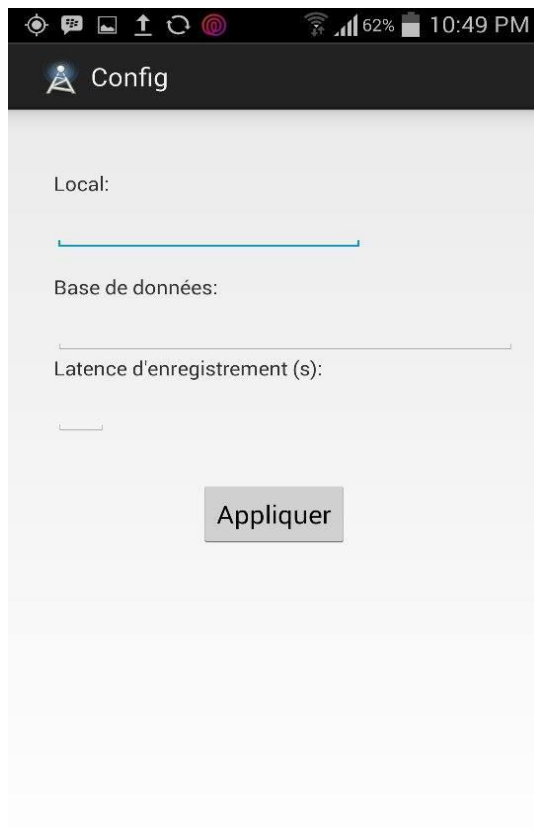 62% 10:49 PM
Config
Local:
Base de données:
Latence d'enregistrement (s):
Appliquer